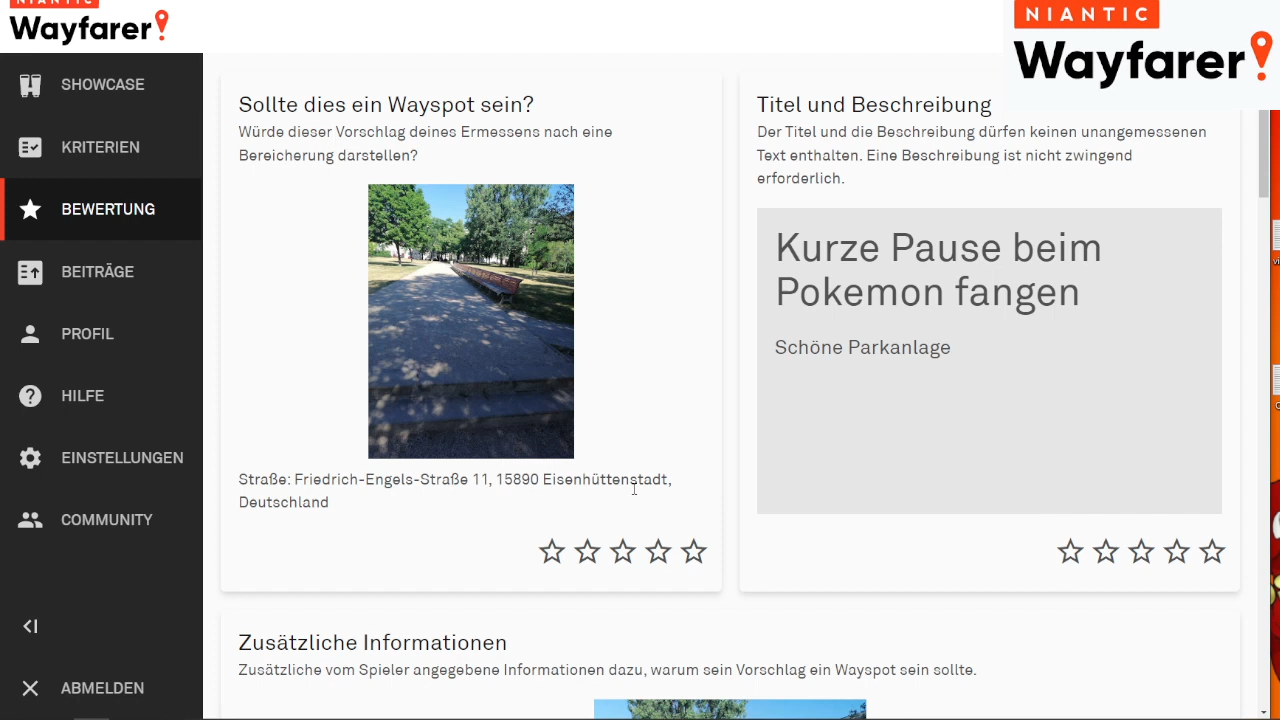 NIANTIC
Wayfarer
NIANTIC
Wayfarer
SHOWCASE
KRITERIEN
BEWERTUNG
BEITRÄGE
PROFIL
HILFE
EINSTELLUNGEN
COMMUNITY
ABMELDEN
Sollte dies ein Wayspot sein?
Würde dieser Vorschlag deines Ermessens nach eine
Bereicherung darstellen?
Straße: Friedrich-Engels-Straße 11, 15890 Eisenhüttenstadt,
Deutschland
Titel und Beschreibung
Der Titel und die Beschreibung dürfen keinen unangemessenen
Text enthalten. Eine Beschreibung ist nicht zwingend
erforderlich.
Kurze Pause beim
Pokemon fangen
Schöne Parkanlage
Zusätzliche Informationen
Zusätzliche vom Spieler angegebene Informationen dazu, warum sein Vorschlag ein Wayspot sein sollte.